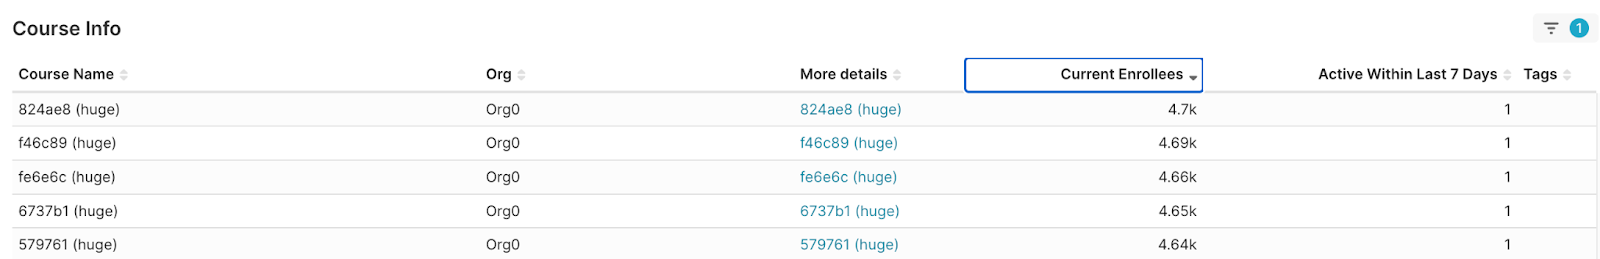 Course Info 1
Course Name Org More details Current Enrollees Active Within Last 7 Days Tags
824ae8 (huge) Org0 824ae8 (huge) 4.7k 1
f46c89 (huge) Org0 f46c89 (huge) 4.69k 1
fe6e6c (huge) Org0 fe6e6c (huge) 4.66k 1
6737b1 (huge) Org0 6737b1 (huge) 4.65k 1
579761 (huge) Org0 579761 (huge) 4.64k 1